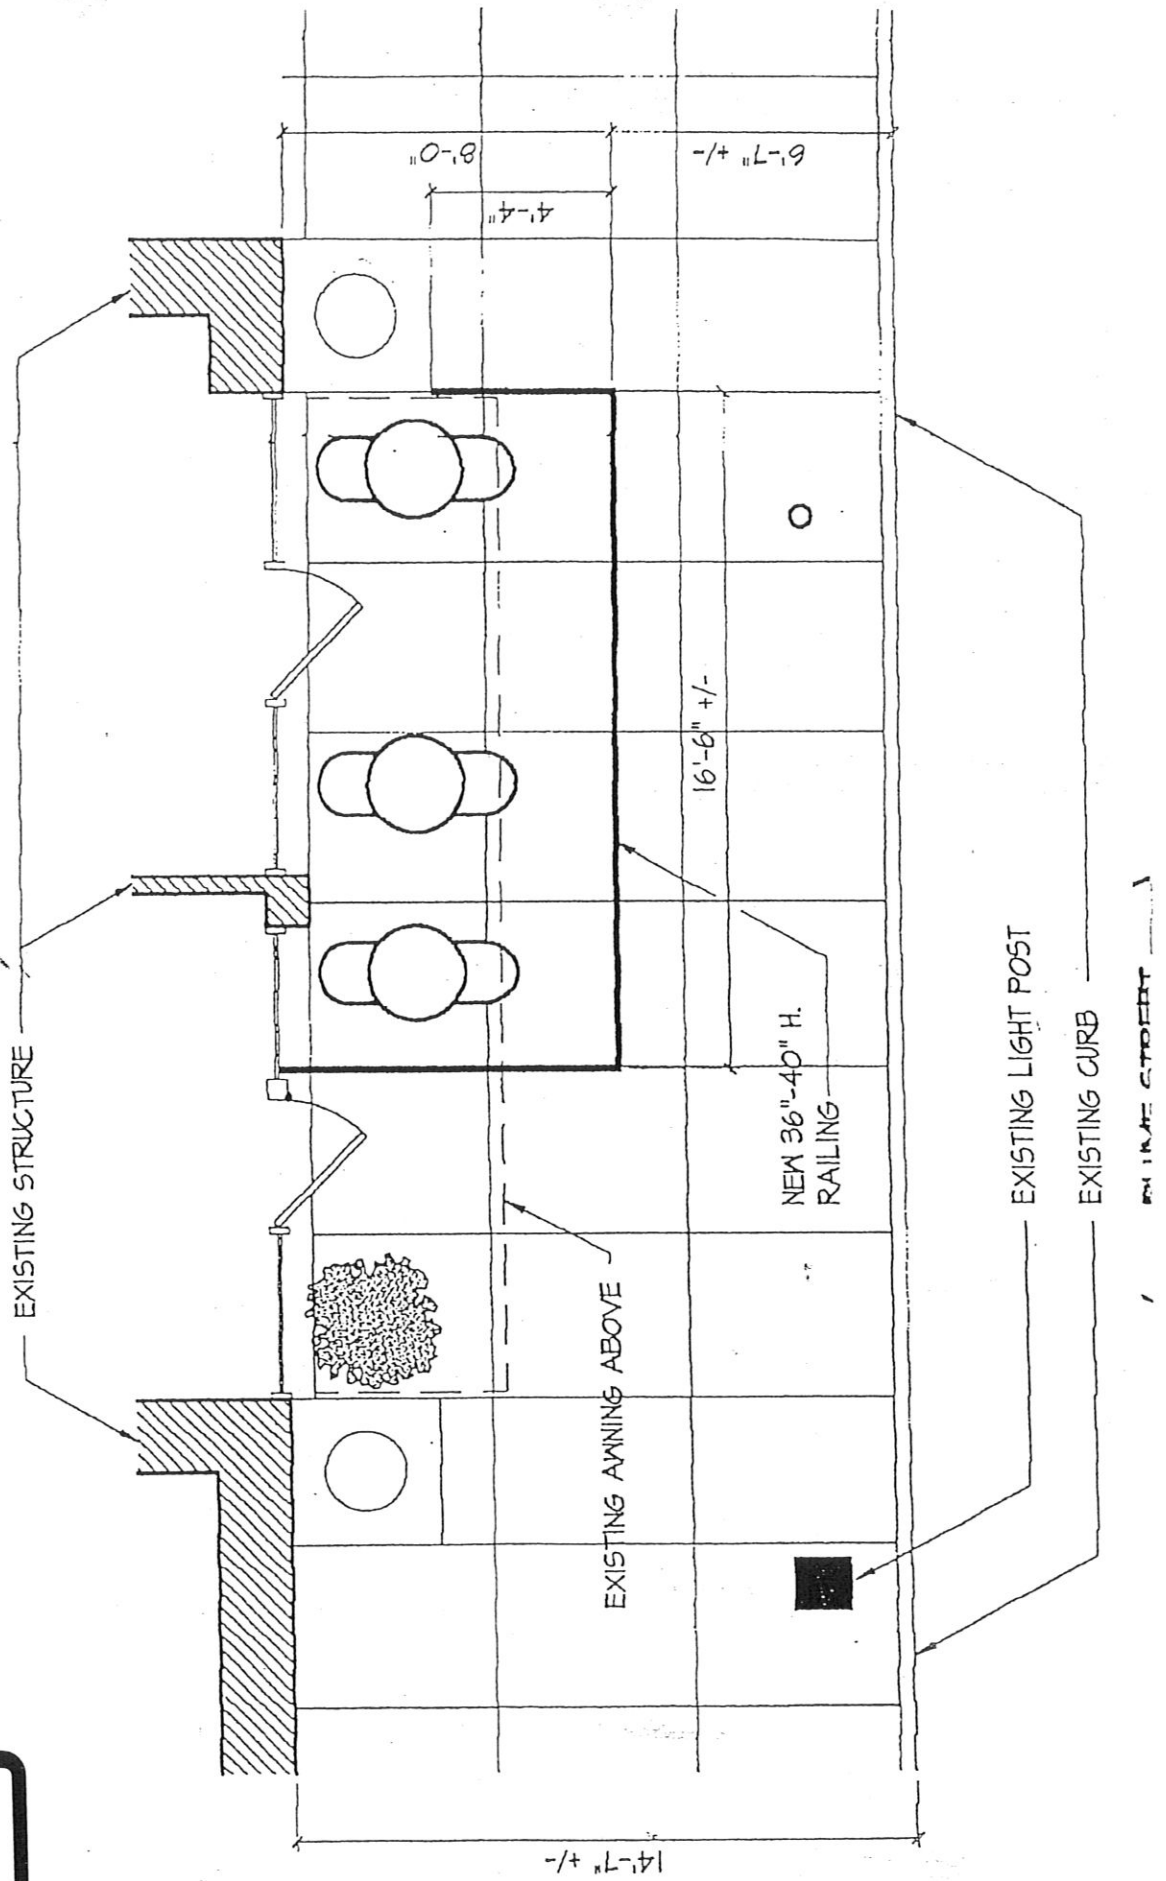 EXISTING STRUCTURE
8'-0"
4'-4"
6'-7" +/-
16'-6" +/-
NEW 36"-40" H.
RAILING
EXISTING AWNING ABOVE
EXISTING LIGHT POST
EXISTING CURB
14'-7" +/-